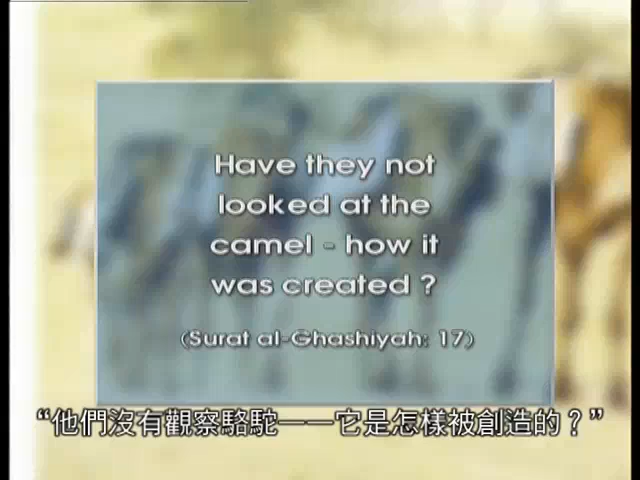 Have they not
looked at the
camel - how it
was created ?
(Surat al-Ghashiyah: 17)
“他們沒有觀察駱駝——它是怎樣被創造的？”